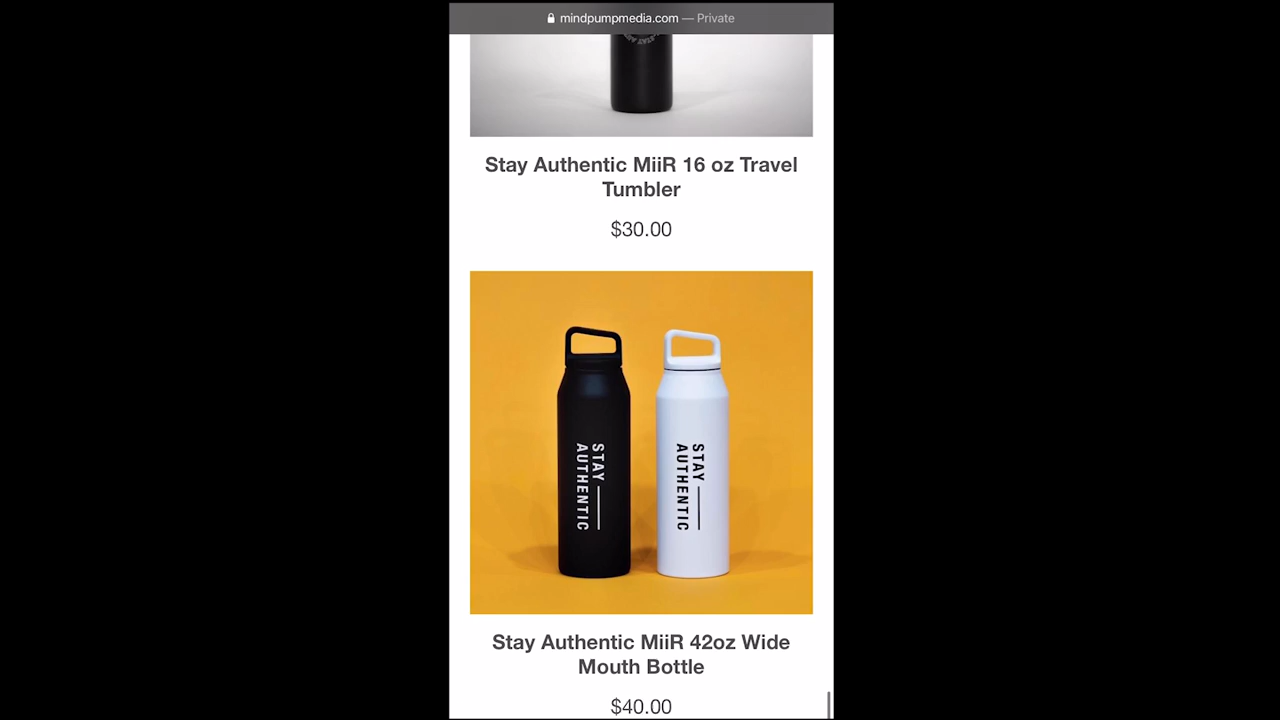 mindpumpmedia.com — Private
Stay Authentic MiiR 16 oz Travel
Tumbler
$30.00
STAY
AUTHENTIC
STAY
AUTHENTIC
Stay Authentic MiiR 42oz Wide
Mouth Bottle
$40.00